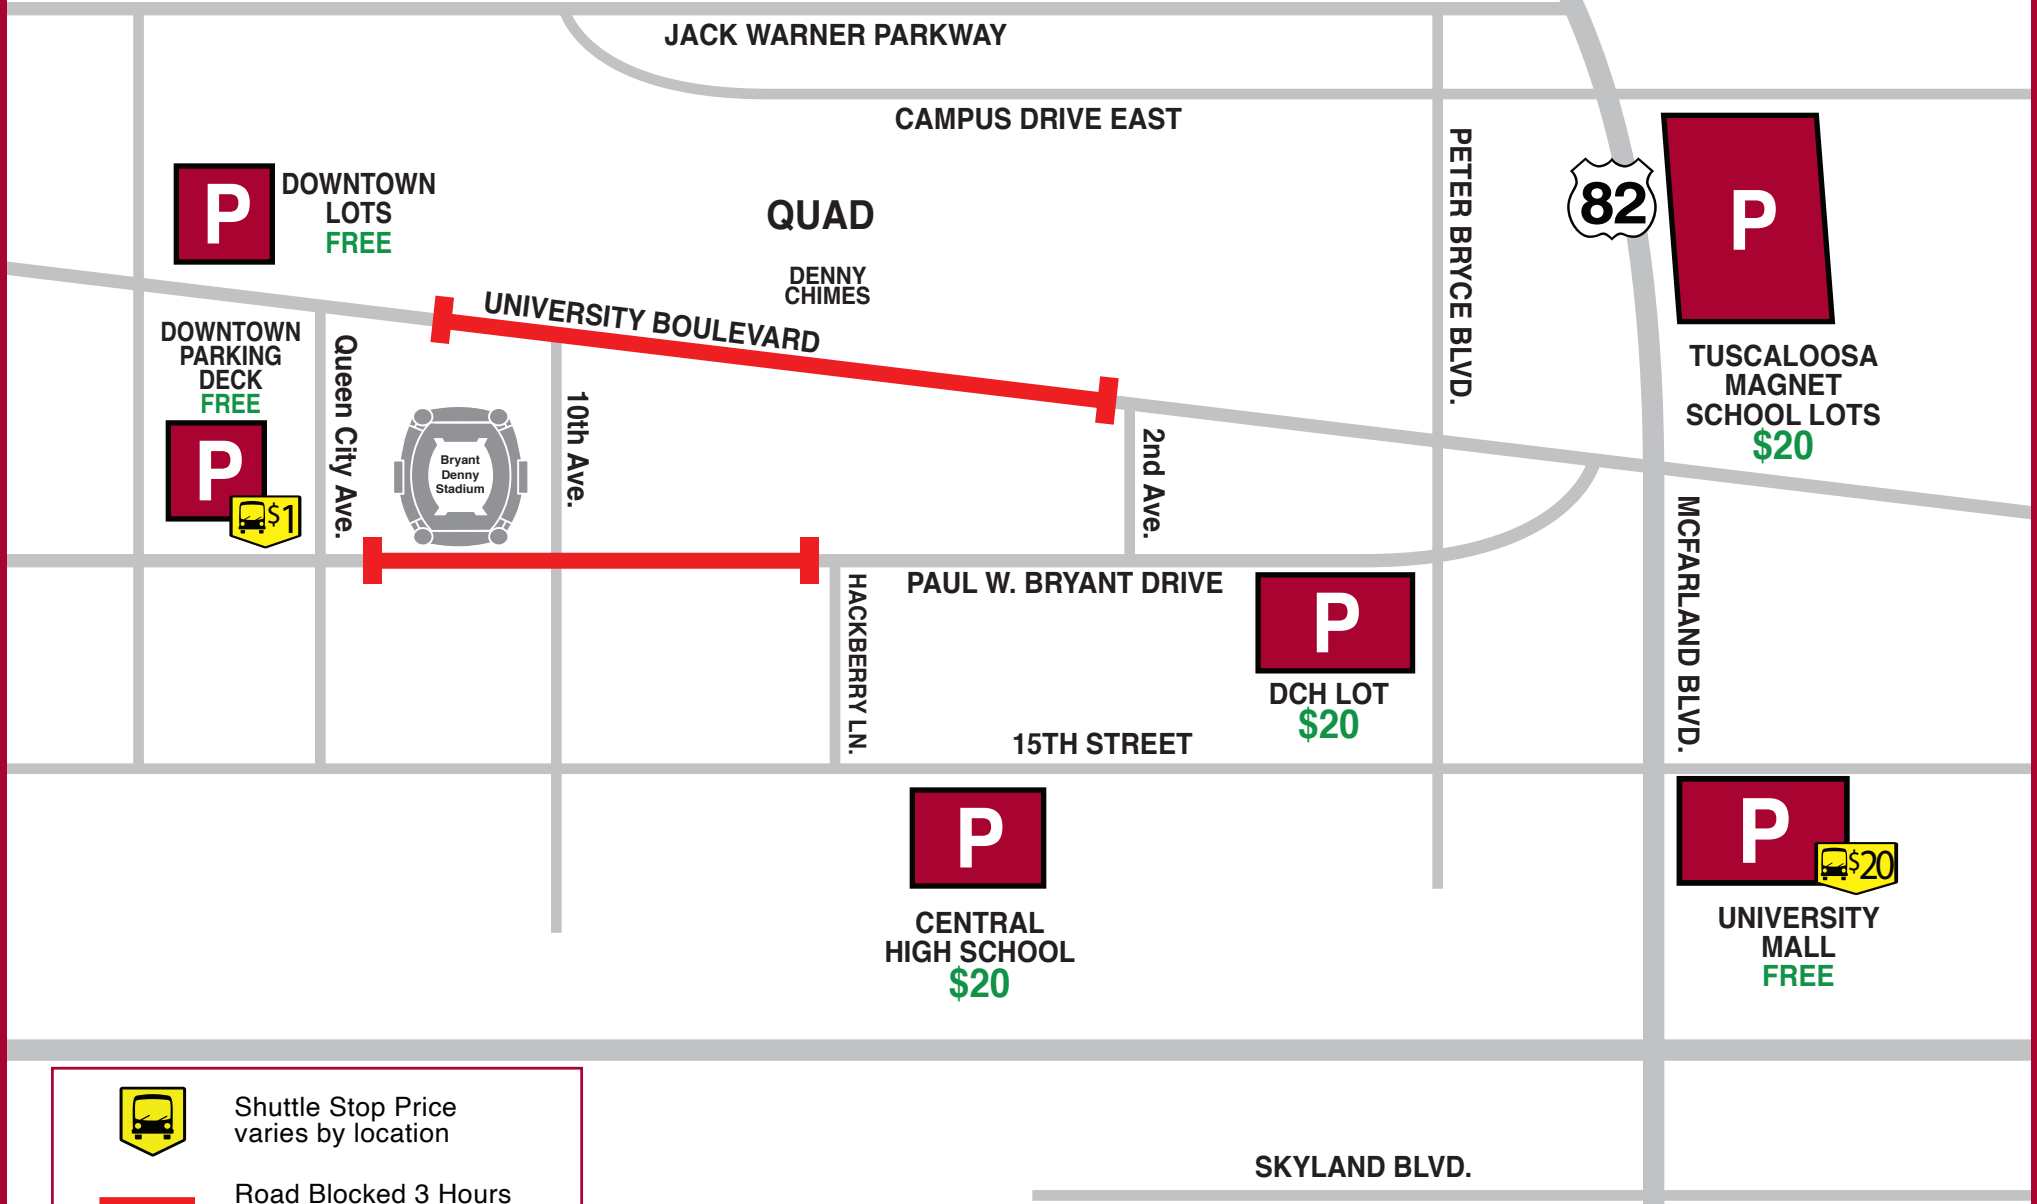 JACK WARNER PARKWAY
CAMPUS DRIVE EAST
PETER BRYCE BLVD.
82
P
P
DOWNTOWN
LOTS
FREE
QUAD
DENNY
CHIMES
UNIVERSITY BOULEVARD
DOWNTOWN
PARKING
DECK
FREE
P
$1
Queen City Ave.
Bryant
Denny
Stadium
10th Ave.
2nd Ave.
TUSCALOOSA
MAGNET
SCHOOL LOTS
$20
MCFARLAND BLVD.
HACKBERRY LN.
PAUL W. BRYANT DRIVE
P
DCH LOT
$20
15TH STREET
P
CENTRAL
HIGH SCHOOL
$20
P
$20
UNIVERSITY
MALL
FREE
Shuttle Stop Price
varies by location
Road Blocked 3 Hours
SKYLAND BLVD.